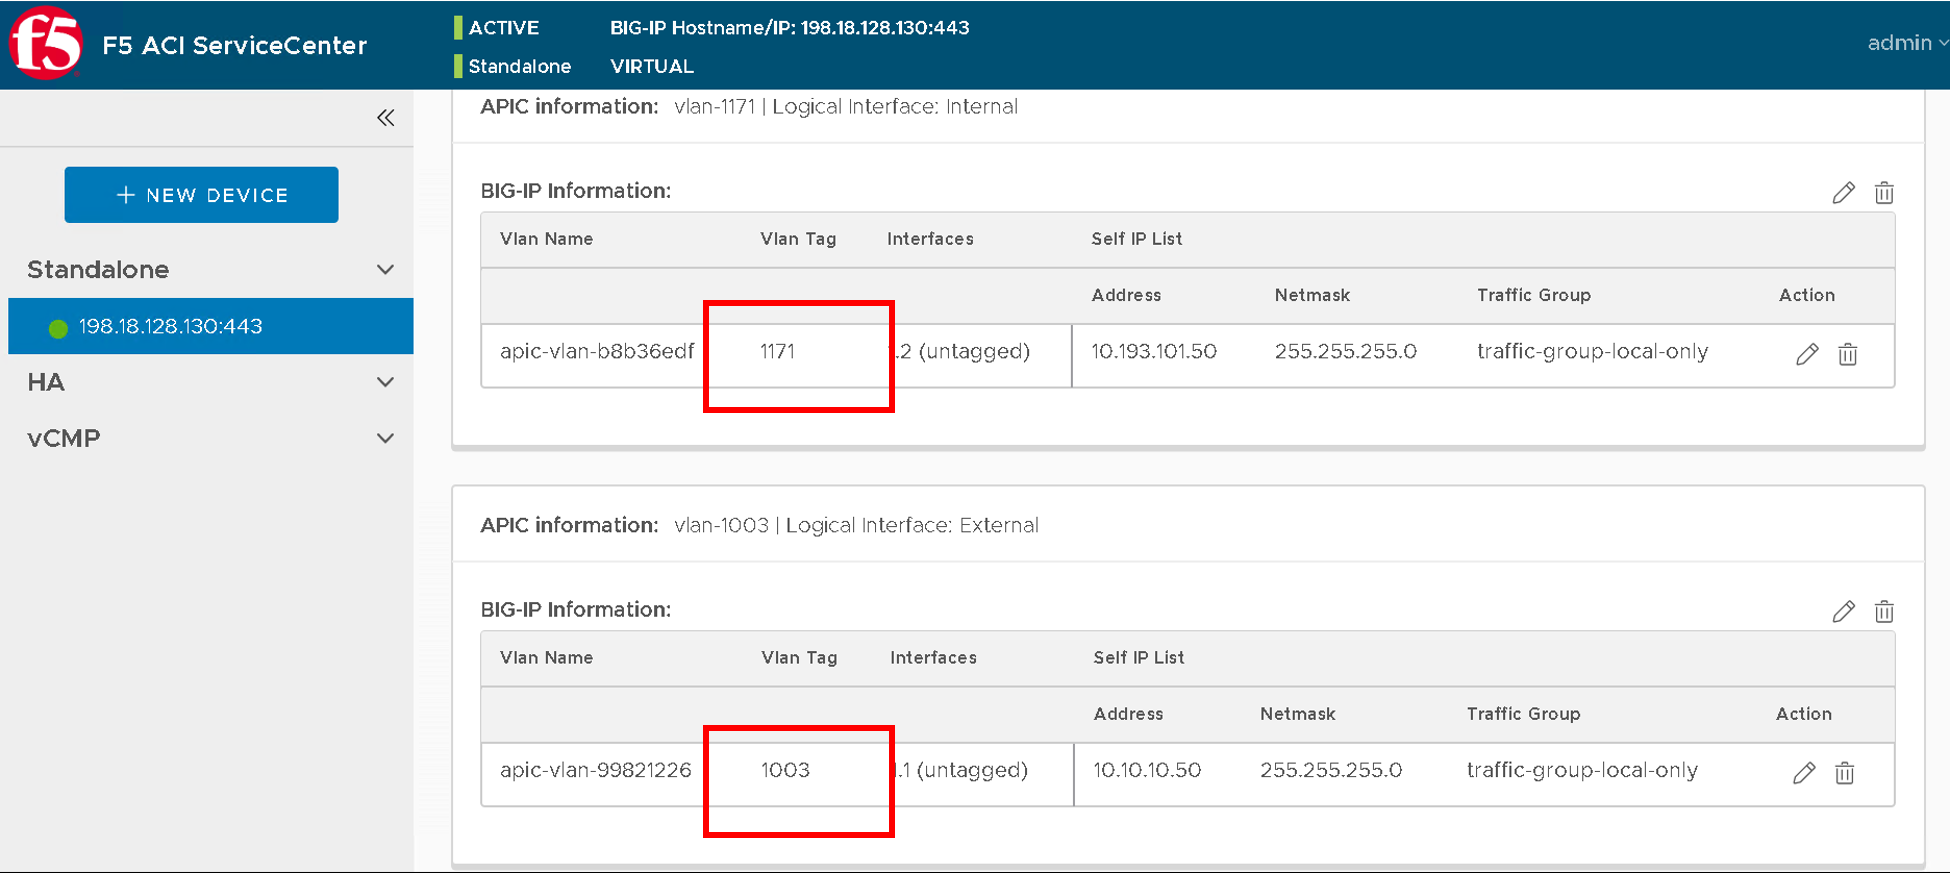 f5
F5 ACI ServiceCenter
ACTIVE BIG-IP Hostname/IP: 198.18.128.130:443
Standalone VIRTUAL
admin
+ NEW DEVICE
Standalone
198.18.128.130:443
HA
vCMP
APIC information: vlan-1171 | Logical Interface: Internal
BIG-IP Information:
Vlan Name Vlan Tag Interfaces Self IP List
Address Netmask Traffic Group Action
apic-vlan-b8b36edf 1171 .2 (untagged) 10.193.101.50 255.255.255.0 traffic-group-local-only
APIC information: vlan-1003 | Logical Interface: External
BIG-IP Information:
Vlan Name Vlan Tag Interfaces Self IP List
Address Netmask Traffic Group Action
apic-vlan-99821226 1003 .1 (untagged) 10.10.10.50 255.255.255.0 traffic-group-local-only